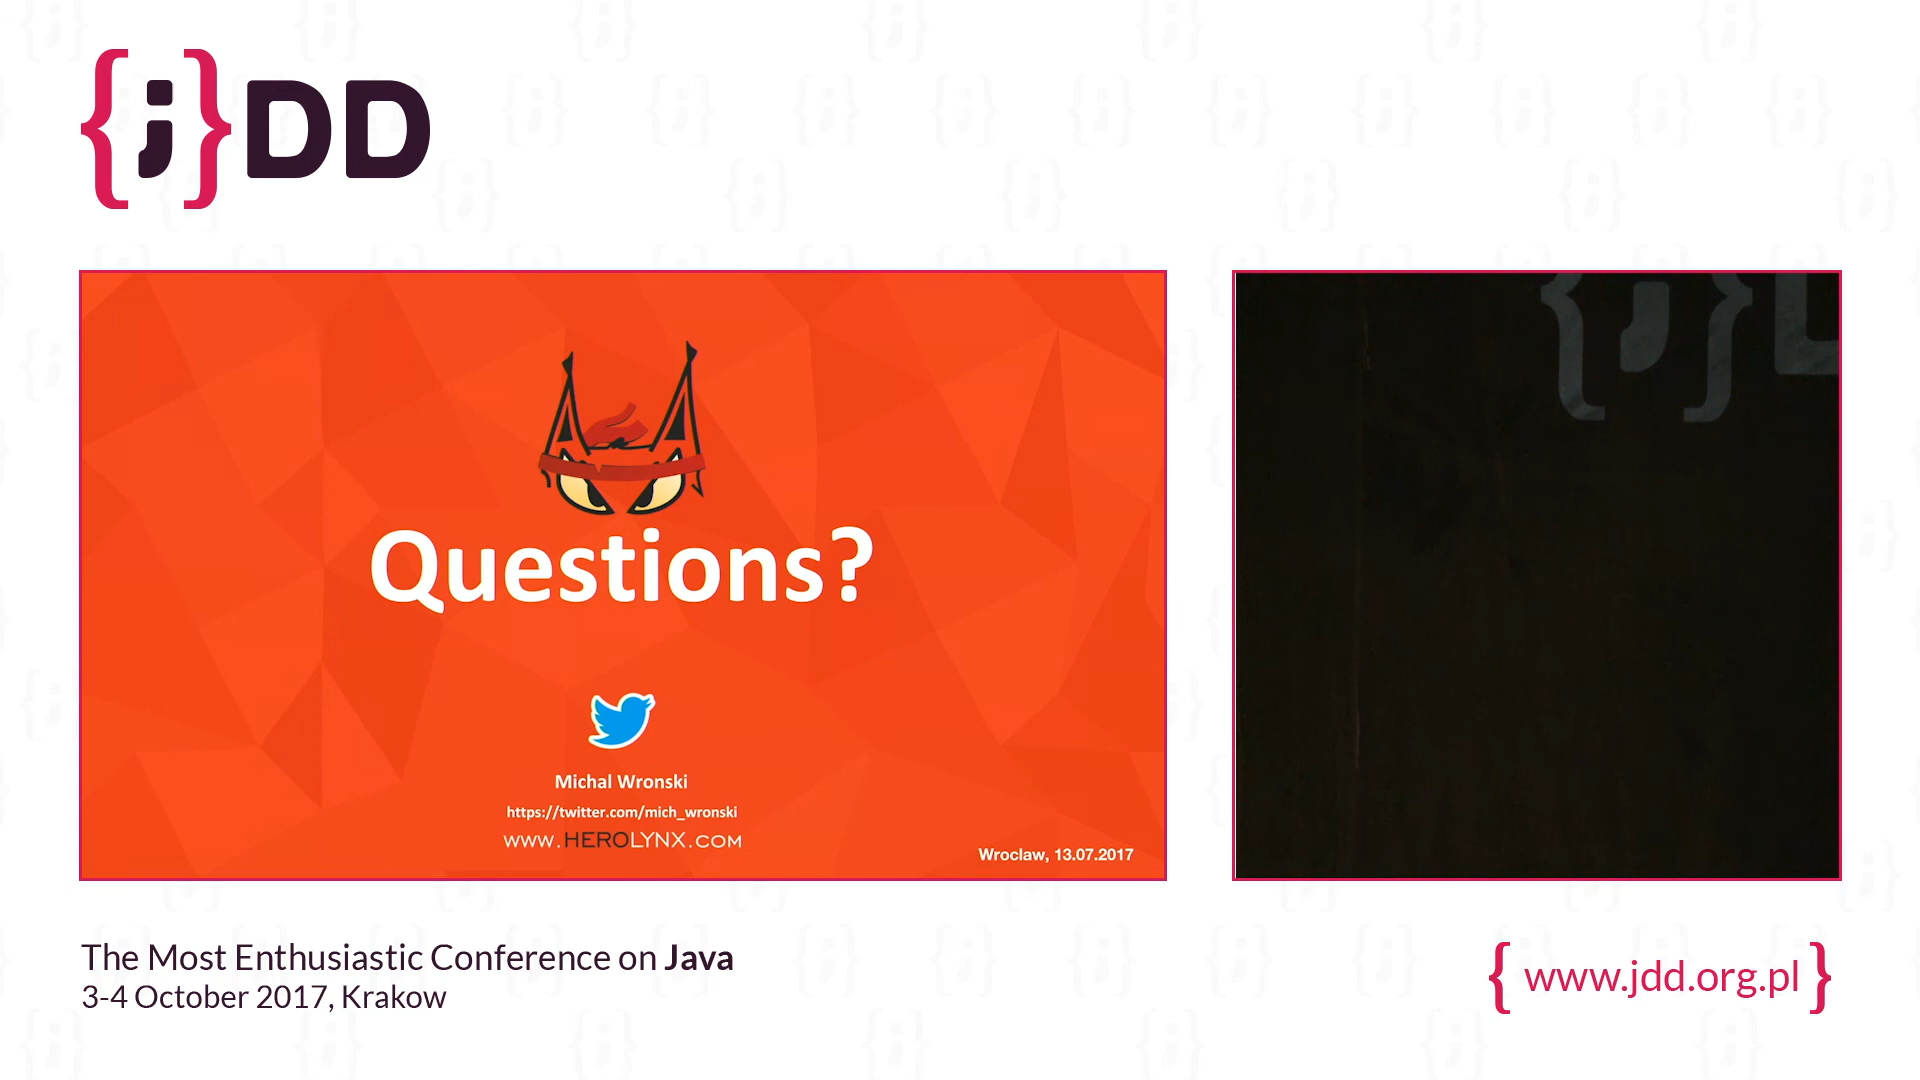 {;}DD
Questions?
Michal Wronski
https://twitter.com/mich_wronski
WWW.HEROLYNX.COM
Wroclaw, 13.07.2017
The Most Enthusiastic Conference on Java
3-4 October 2017, Krakow
{ www.jdd.org.pl }